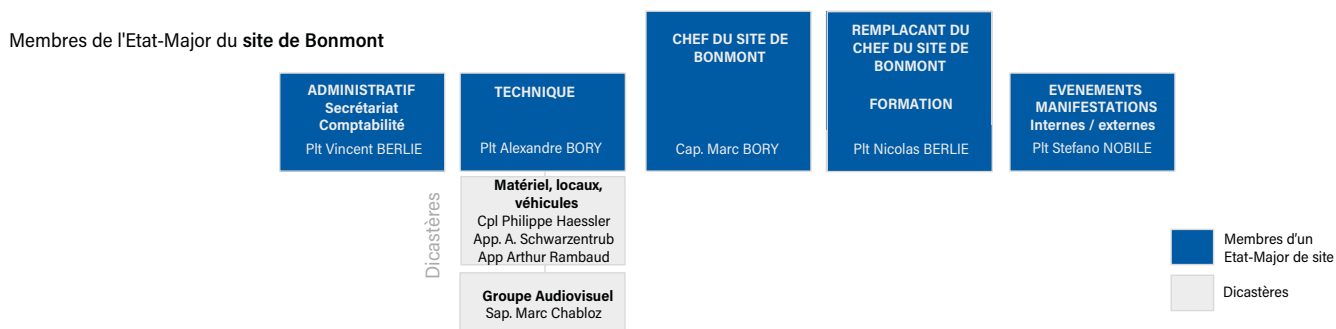 Membres de l'Etat-Major du site de Bonmont
ADMINISTRATIF
Secrétariat
Comptabilité
Plt Vincent BERLIE
TECHNIQUE
Plt Alexandre BORY
CHEF DU SITE DE
BONMONT
Cap. Marc BORY
REMPLACANT DU
CHEF DU SITE DE
BONMONT
FORMATION
Plt Nicolas BERLIE
EVENEMENTS
MANIFESTATIONS
Internes / externes
Plt Stefano NOBILE
Dicastères
Matériel, locaux,
véhicules
Cpl Philippe Haessler
App. A. Schwarzentrub
App Arthur Rambaud
Groupe Audiovisuel
Sap. Marc Chabloz
Membres d'un
Etat-Major de site
Dicastères